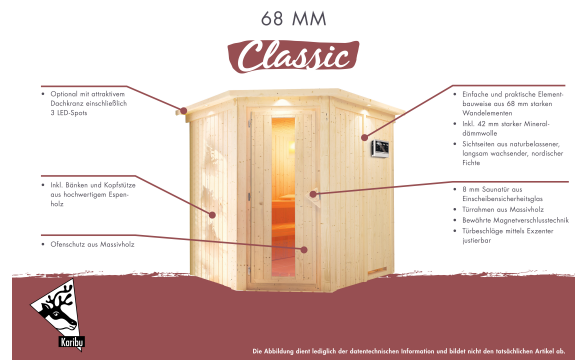 68 MM
Classic
• Optional mit attraktivem
Dachkranz einschließlich
3 LED-Spots
• Inkl. Bänken und Kopfstütze
aus hochwertigem Espen-
holz
• Ofenschutz aus Massivholz
• Einfache und praktische Element-
bauweise aus 68 mm starken
Wandelementen
• Inkl. 42 mm starker Mineral-
dämmwolle
• Sichtseiten aus naturbelassener,
langsam wachsender, nordischer
Fichte
• 8 mm Saunatür aus
Einscheibensicherheitsglas
• Türrahmen aus Massivholz
• Bewährte Magnetverschlusstechnik
• Türbeschläge mittels Exzenter
justierbar
Karibu
Die Abbildung dient lediglich der datentechnischen Information und bildet nicht den tatsächlichen Artikel ab.